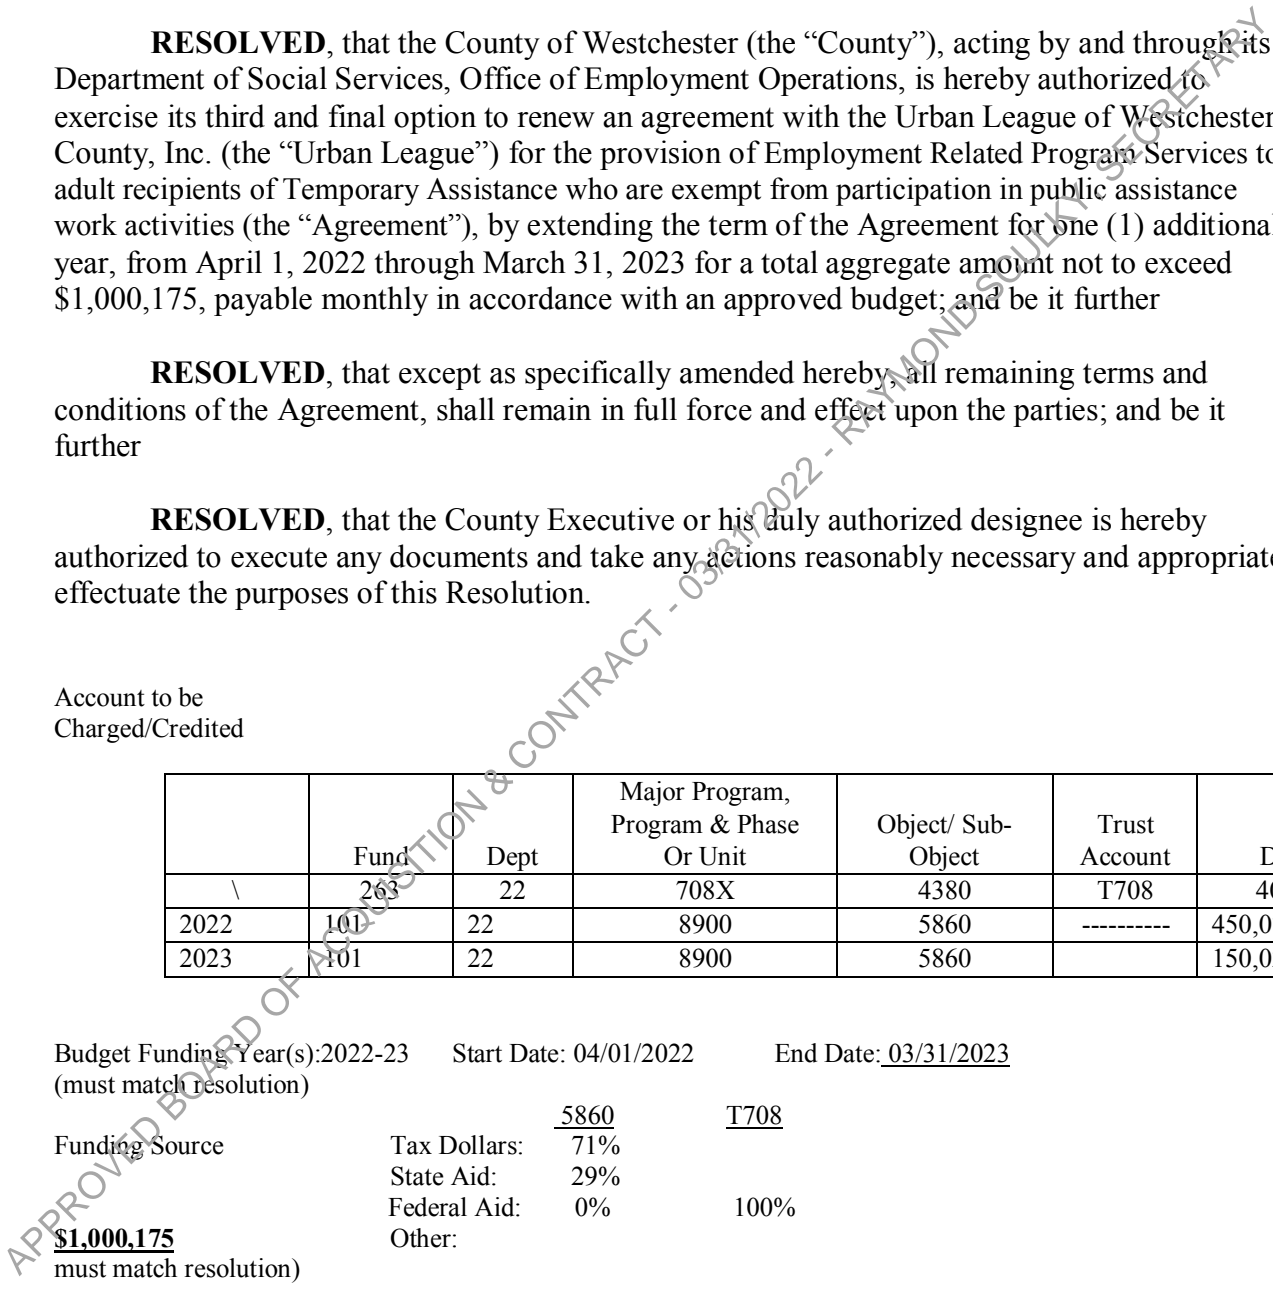 RESOLVED, that the County of Westchester (the “County”), acting by and through its
Department of Social Services, Office of Employment Operations, is hereby authorized to
exercise its third and final option to renew an agreement with the Urban League of Westchester
County, Inc. (the “Urban League”) for the provision of Employment Related Program Services to
adult recipients of Temporary Assistance who are exempt from participation in public assistance
work activities (the “Agreement”), by extending the term of the Agreement for one (1) additional
year, from April 1, 2022 through March 31, 2023 for a total aggregate amount not to exceed
$1,000,175, payable monthly in accordance with an approved budget; and be it further
RESOLVED, that except as specifically amended hereby, all remaining terms and
conditions of the Agreement, shall remain in full force and effect upon the parties; and be it
further
RESOLVED, that the County Executive or his duly authorized designee is hereby
authorized to execute any documents and take any actions reasonably necessary and appropriate
effectuate the purposes of this Resolution.
Account to be
Charged/Credited
Major Program,
Program & Phase Object/ Sub- Trust
Fund Dept Or Unit Object Account D
\ 263 22 708X 4380 T708 40
2022 101 22 8900 5860 ---------- 450,0
2023 101 22 8900 5860 150,0
Budget Funding Year(s):2022-23 Start Date: 04/01/2022 End Date: 03/31/2023
(must match resolution)
5860 T708
Funding Source Tax Dollars: 71%
State Aid: 29%
Federal Aid: 0% 100%
$1,000,175 Other:
must match resolution)
APPROVED BOARD OF ACQUISITION & CONTRACT - 03/31/2022 - RAYMOND SOULKY, SECRETARY